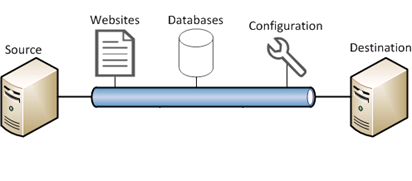 Websites
Databases
Configuration
Source
Destination